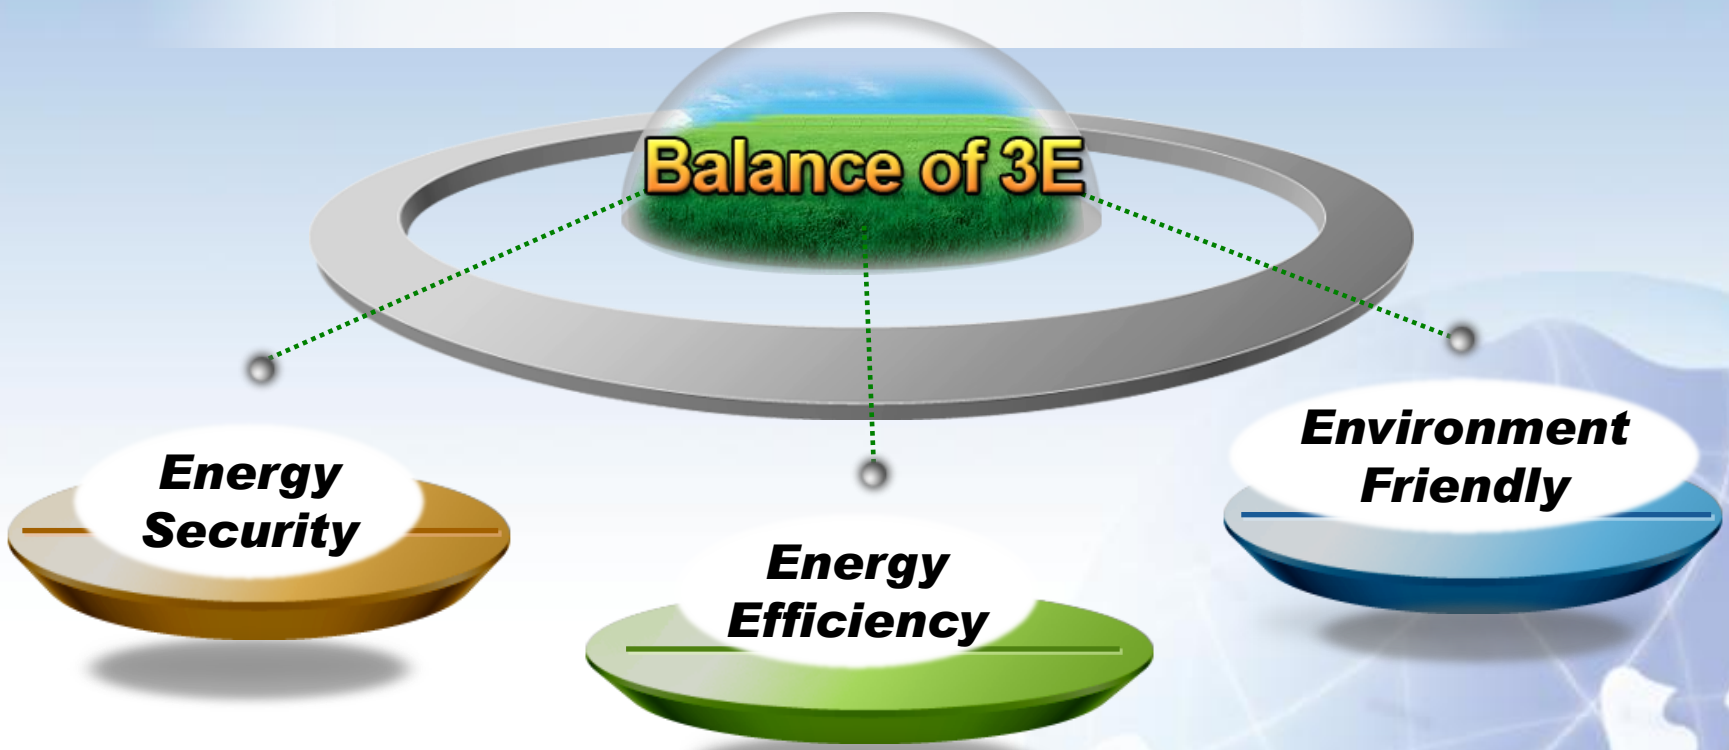 Balance of 3E
Energy
Security
Energy
Efficiency
Environment
Friendly